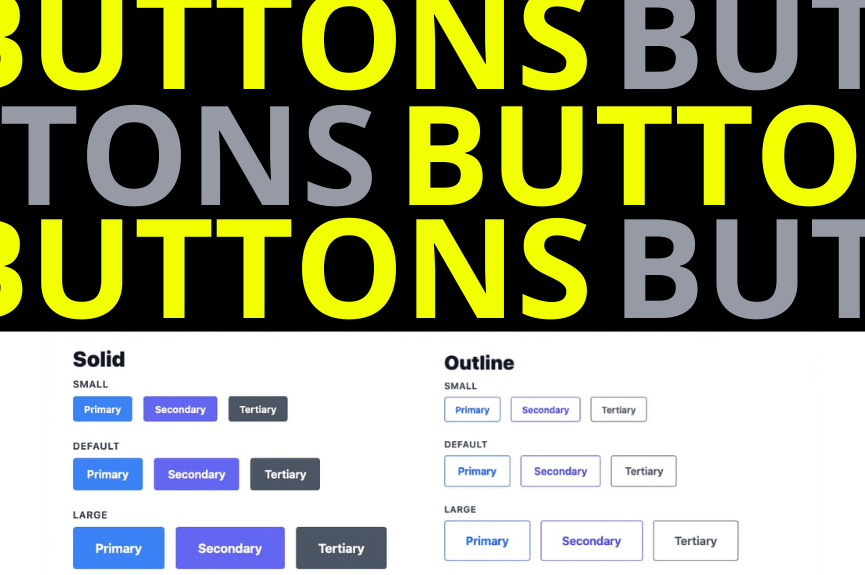 BUTTONS BUT
TONS BUTTO
BUTTONS BUT
Solid
SMALL
Primary Secondary Tertiary
DEFAULT
Primary Secondary Tertiary
LARGE
Primary Secondary Tertiary
Outline
SMALL
Primary Secondary Tertiary
DEFAULT
Primary Secondary Tertiary
LARGE
Primary Secondary Tertiary